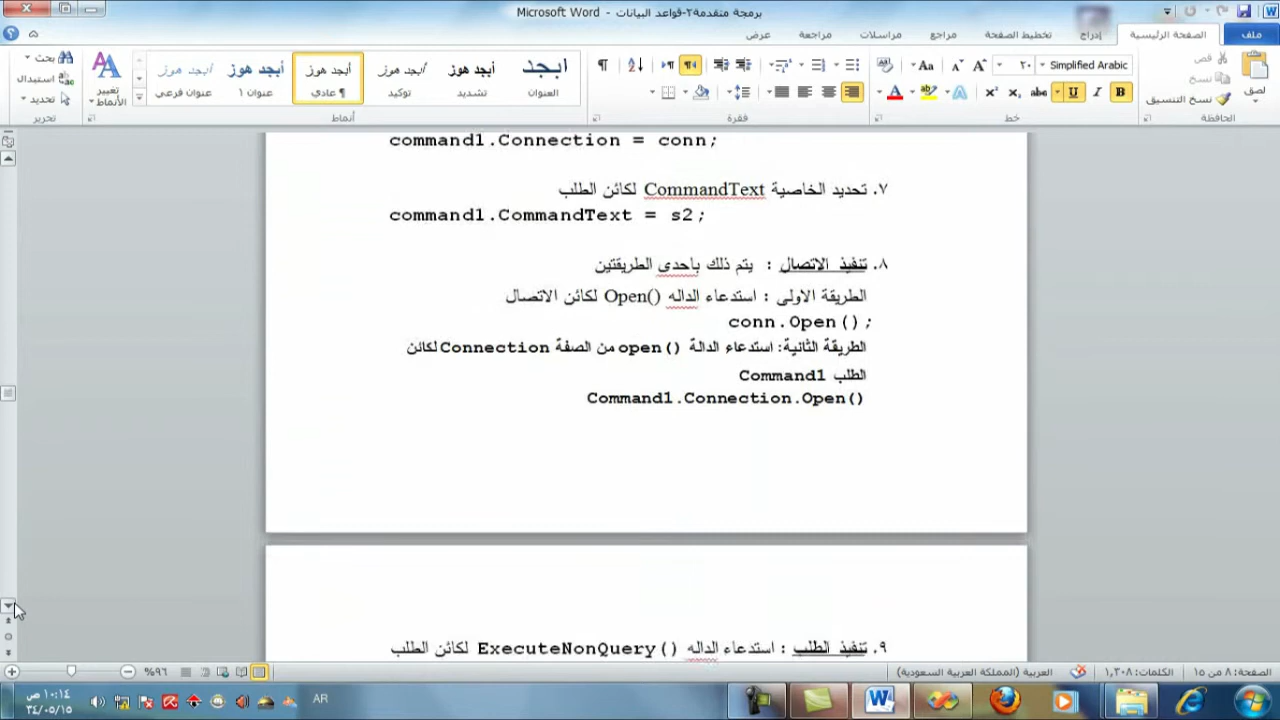 برمجة متقدمة٢-قواعد البيانات - Microsoft Word
ملف
الصفحة الرئيسية
إدراج
تخطيط الصفحة
مراجع
مراسلات
مراجعة
عرض
لصق
قص
نسخ
نسخ التنسيق
الحافظة
Simplified Arabic
٢٠
خط
فقرة
أبجد هوز
¶ عادي
أبجد هوز
توكيد
أبجد هوز
تشديد
ابجد
العنوان
أبجد هوز
عنوان ١
أبجد هوز
عنوان فرعي
تغيير الأنماط
أنماط
بحث
استبدال
تحديد
تحرير
command1.Connection = conn;
٧. تحديد الخاصية CommandText لكائن الطلب
command1.CommandText = s2;
٨. تنفيذ الاتصال : يتم ذلك بأحدى الطريقتين
الطريقة الاولى : استدعاء الداله Open() لكائن الاتصال
conn.Open();
الطريقة الثانية: استدعاء الدالة open() من الصفة Connection لكائن
الطلب Command1
Command1.Connection.Open()
٩. تنفيذ الطلب : استدعاء الداله ExecuteNonQuery() لكائن الطلب
الصفحة: ٨ من ١٥
الكلمات: ١,٣٠٨
العربية (المملكة العربية السعودية)
٩٦%
AR
١٠:١٤ ص
٣٤/٠٥/١٥